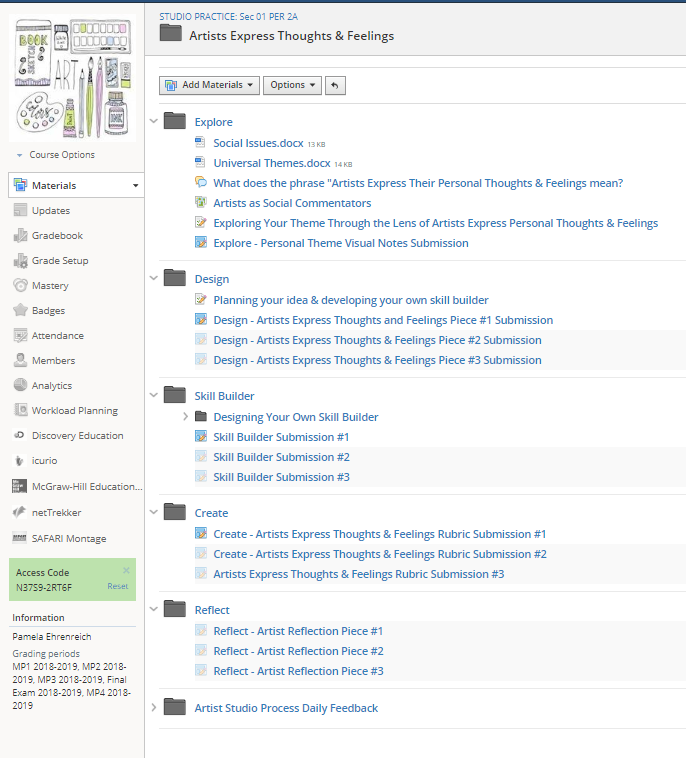 STUDIO PRACTICE: Sec 01 PER 2A
Artists Express Thoughts & Feelings
BOOK
SKETCH
ART
Colors
INK
Course Options
Materials
Updates
Gradebook
Grade Setup
Mastery
Badges
Attendance
Members
Analytics
Workload Planning
Discovery Education
icurio
McGraw-Hill Education...
netTrekker
SAFARI Montage
Access Code
N37S9-2RT6F
Reset
Information
Pamela Ehrenreich
Grading periods
MP1 2018-2019, MP2 2018-
2019, MP3 2018-2019, Final
Exam 2018-2019, MP4 2018-
2019
Add Materials
Options
Explore
Social Issues.docx 13 KB
Universal Themes.docx 14 KB
What does the phrase "Artists Express Their Personal Thoughts & Feelings mean?
Artists as Social Commentators
Exploring Your Theme Through the Lens of Artists Express Personal Thoughts & Feelings
Explore - Personal Theme Visual Notes Submission
Design
Planning your idea & developing your own skill builder
Design - Artists Express Thoughts and Feelings Piece #1 Submission
Design - Artists Express Thoughts & Feelings Piece #2 Submission
Design - Artists Express Thoughts & Feelings Piece #3 Submission
Skill Builder
Designing Your Own Skill Builder
Skill Builder Submission #1
Skill Builder Submission #2
Skill Builder Submission #3
Create
Create - Artists Express Thoughts & Feelings Rubric Submission #1
Create - Artists Express Thoughts & Feelings Rubric Submission #2
Artists Express Thoughts & Feelings Rubric Submission #3
Reflect
Reflect - Artist Reflection Piece #1
Reflect - Artist Reflection Piece #2
Reflect - Artist Reflection Piece #3
Artist Studio Process Daily Feedback